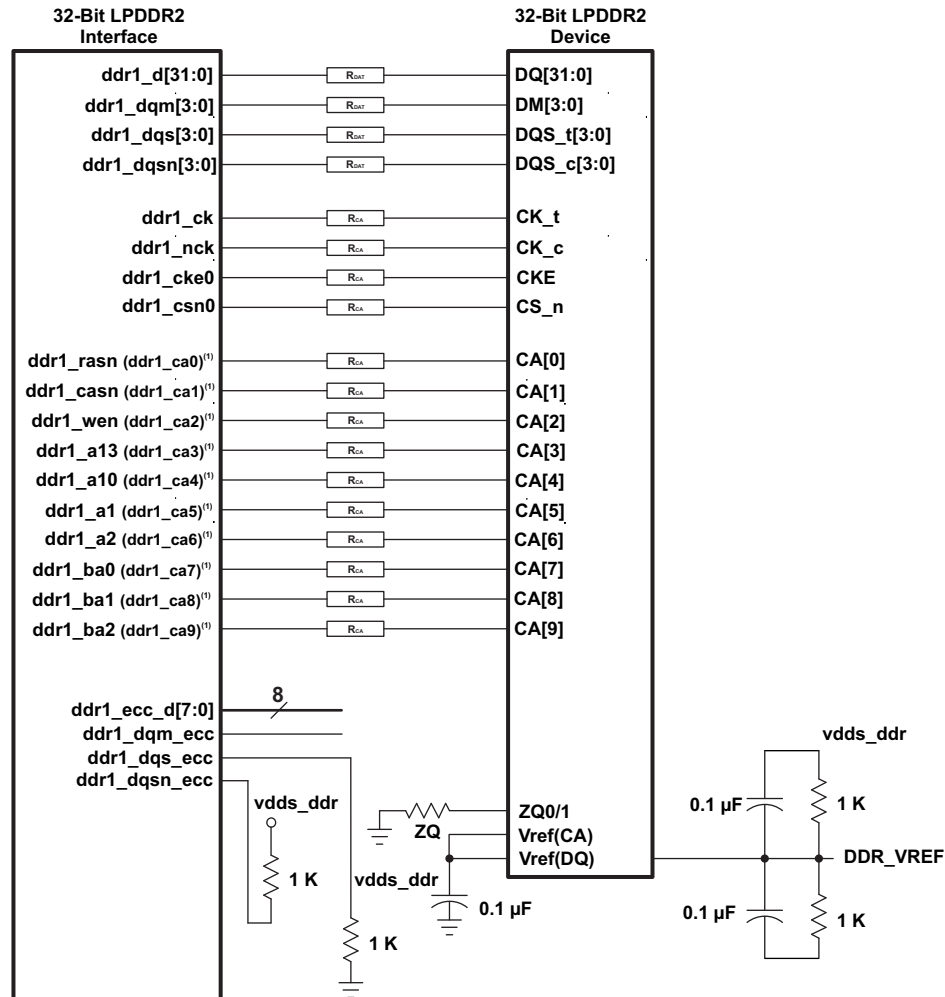 32-Bit LPDDR2
Interface
32-Bit LPDDR2
Device
ddr1_d[31:0] RDAT DQ[31:0]
ddr1_dqm[3:0] RDAT DM[3:0]
ddr1_dqs[3:0] RDAT DQS_t[3:0]
ddr1_dqsn[3:0] RDAT DQS_c[3:0]
ddr1_ck RCA CK_t
ddr1_nck RCA CK_c
ddr1_cke0 RCA CKE
ddr1_csn0 RCA CS_n
ddr1_rasn (ddr1_ca0)(1) RCA CA[0]
ddr1_casn (ddr1_ca1)(1) RCA CA[1]
ddr1_wen (ddr1_ca2)(1) RCA CA[2]
ddr1_a13 (ddr1_ca3)(1) RCA CA[3]
ddr1_a10 (ddr1_ca4)(1) RCA CA[4]
ddr1_a1 (ddr1_ca5)(1) RCA CA[5]
ddr1_a2 (ddr1_ca6)(1) RCA CA[6]
ddr1_ba0 (ddr1_ca7)(1) RCA CA[7]
ddr1_ba1 (ddr1_ca8)(1) RCA CA[8]
ddr1_ba2 (ddr1_ca9)(1) RCA CA[9]
ddr1_ecc_d[7:0] 8
ddr1_dqm_ecc
ddr1_dqs_ecc
ddr1_dqsn_ecc
vdds_ddr
1 K
1 K
ZQ
ZQ0/1
Vref(CA)
Vref(DQ)
vdds_ddr
0.1 µF
vdds_ddr
0.1 µF
1 K
DDR_VREF
0.1 µF
1 K